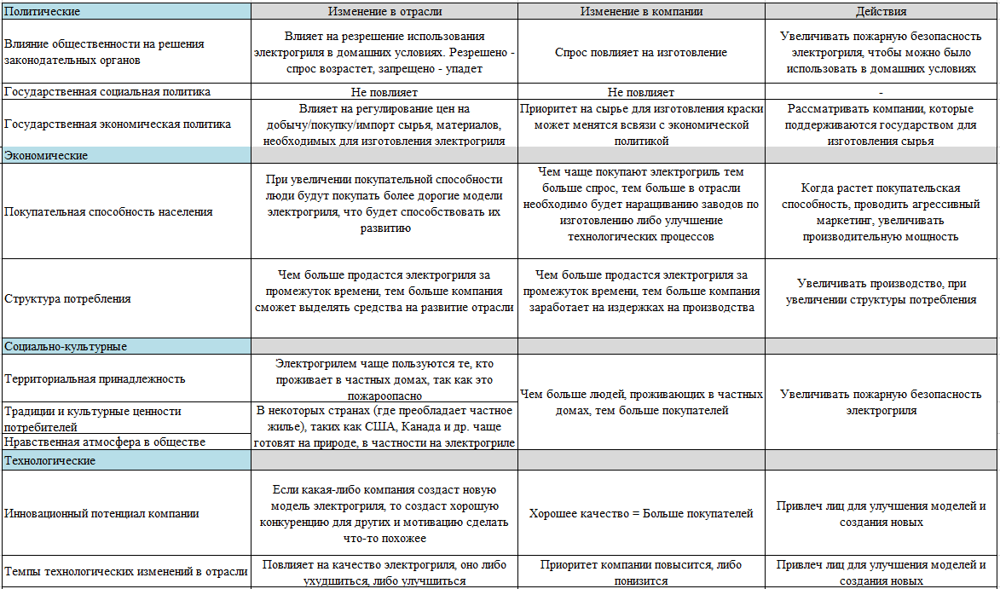 Политические
Изменение в отрасли
Изменение в компании
Действия
Влияние общественности на решения
законодательных органов
Влияет на резрешение использования
электрогриля в домашних условиях. Резрешено -
спрос возрастет, запрещено - упадет
Спрос повлияет на изготовление
Увеличивать пожарную безопасность
электрогриля, чтобы можно было
использовать в домашних условиях
Государственная социальная политика
Не повлияет
Не повлияет
-
Государственная экономическая политика
Влияет на регулирование цен на
добычу/покупку/импорт сырья, материалов,
необходимых для изготовления электрогриля
Приоритет на сырье для изготовления краски
может менятся всвязи с экономической
политикой
Рассматривать компании, которые
поддерживаются государством для
изготовления сырья
Экономические
Покупательная способность населения
При увеличении покупательной способности
люди будут покупать более дорогие модели
электрогриля, что будет способствовать их
развитию
Чем чаще покупают электрогриль тем
больше спрос, тем больше в отрасли
необходимо будет наращиванию заводов по
изготовлению либо улучшение
технологических процессов
Когда растет покупательская
способность, проводить агрессивный
маркетинг, увеличивать
производительную мощность
Структура потребления
Чем больше продастся электрогриля за
промежуток времени, тем больше компания
сможет выделять средства на развитие отрасли
Чем больше продастся электрогриля за
промежуток времени, тем больше компания
заработает на издержках на производства
Увеличивать производство, при
увеличении структуры потребления
Социально-культурные
Территориальная принадлежность
Электрогрилем чаще пользуются те, кто
проживает в частных домах, так как это
пожароопасно
Чем больше людей, проживающих в частных
домах, тем больше покупателей
Увеличивать пожарную безопасность
электрогриля
Традиции и культурные ценности
потребителей
В некоторых странах (где преобладает частное
жилье), таких как США, Канада и др. чаще
готовят на природе, в частности на электрогриле
Нравственная атмосфера в обществе
Технологические
Инновационный потенциал компании
Если какая-либо компания создаст новую
модель электрогриля, то создаст хорошую
конкуренцию для других и мотивацию сделать
что-то похожее
Хорошее качество = Больше покупателей
Привлеч лиц для улучшения моделей и
создания новых
Темпы технологических изменений в отрасли
Повлияет на качество электрогриля, оно либо
ухудшиться, либо улучшиться
Приоритет компании повысится, либо
понизится
Привлеч лиц для улучшения моделей и
создания новых